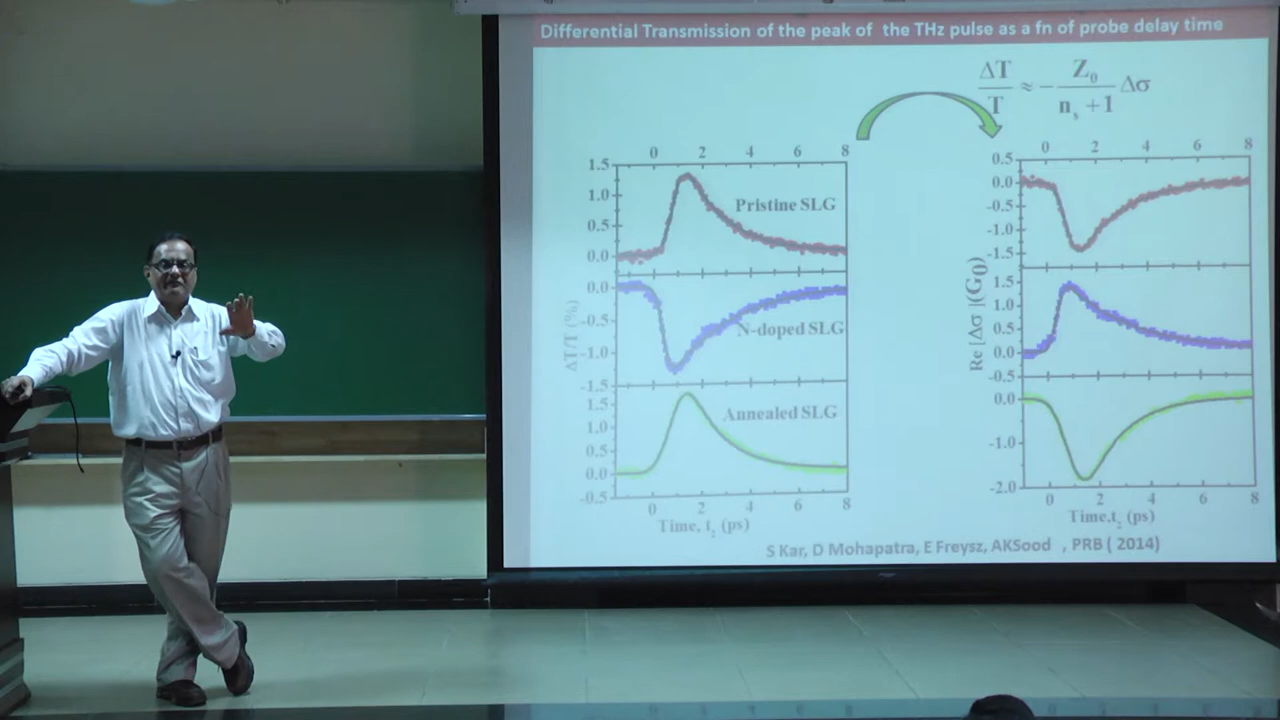 Differential Transmission of the peak of the THz pulse as a fn of probe delay time
ΔT/T ≈ - Z₀/(nₛ + 1) Δσ
0 2 4 6 8
1.5
1.0
0.5
0.0
Pristine SLG
0.0
-0.5
-1.0
-1.5
N-doped SLG
1.5
1.0
0.5
0.0
-0.5
Annealed SLG
0 2 4 6 8
ΔT/T (%)
Time, t₂ (ps)
0 2 4 6 8
0.5
0.0
-0.5
-1.0
-1.5
1.5
1.0
0.5
0.0
-0.5
0.0
-1.0
-2.0
0 2 4 6 8
Re [Δσ](G₀)
Time,t₂ (ps)
S Kar, D Mohapatra, E Freysz, AKSood , PRB ( 2014)